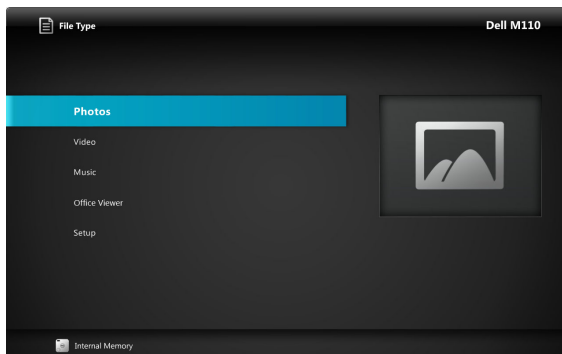 File Type
Dell M110
Photos
Video
Music
Office Viewer
Setup
Internal Memory